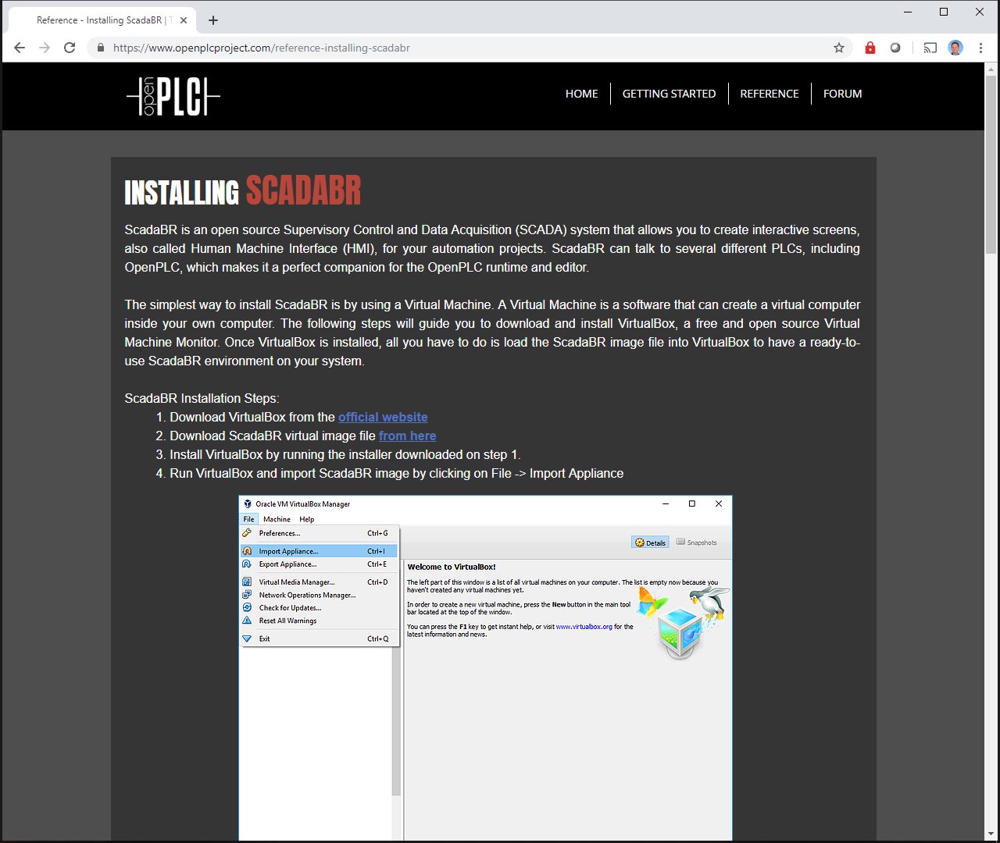 Reference - Installing ScadaBR |
https://www.openplcproject.com/reference-installing-scadabr
open PLC
HOME
GETTING STARTED
REFERENCE
FORUM
INSTALLING SCADABR
ScadaBR is an open source Supervisory Control and Data Acquisition (SCADA) system that allows you to create interactive screens,
also called Human Machine Interface (HMI), for your automation projects. ScadaBR can talk to several different PLCs, including
OpenPLC, which makes it a perfect companion for the OpenPLC runtime and editor.
The simplest way to install ScadaBR is by using a Virtual Machine. A Virtual Machine is a software that can create a virtual computer
inside your own computer. The following steps will guide you to download and install VirtualBox, a free and open source Virtual
Machine Monitor. Once VirtualBox is installed, all you have to do is load the ScadaBR image file into VirtualBox to have a ready-to-
use ScadaBR environment on your system.
ScadaBR Installation Steps:
1. Download VirtualBox from the official website
2. Download ScadaBR virtual image file from here
3. Install VirtualBox by running the installer downloaded on step 1.
4. Run VirtualBox and import ScadaBR image by clicking on File -> Import Appliance
Oracle VM VirtualBox Manager
File Machine Help
Preferences... Ctrl+G
Import Appliance... Ctrl+I
Export Appliance... Ctrl+E
Virtual Media Manager... Ctrl+D
Network Operations Manager...
Check for Updates...
Reset All Warnings
Exit Ctrl+Q
Details
Snapshots
Welcome to VirtualBox!
The left part of this window is a list of all virtual machines on your computer. The list is empty now because you
haven't created any virtual machines yet.
In order to create a new virtual machine, press the New button in the main tool
bar located at the top of the window.
You can press the F1 key to get instant help, or visit www.virtualbox.org for the
latest information and news.